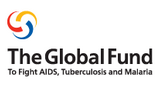 The Global Fund
To Fight AIDS, Tuberculosis and Malaria